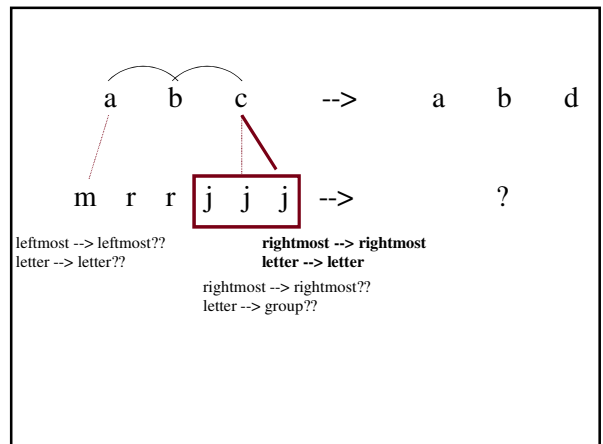 a b c --> a b d
m r r j j j --> ?
leftmost --> leftmost??
letter --> letter??
rightmost --> rightmost
letter --> letter
rightmost --> rightmost??
letter --> group??